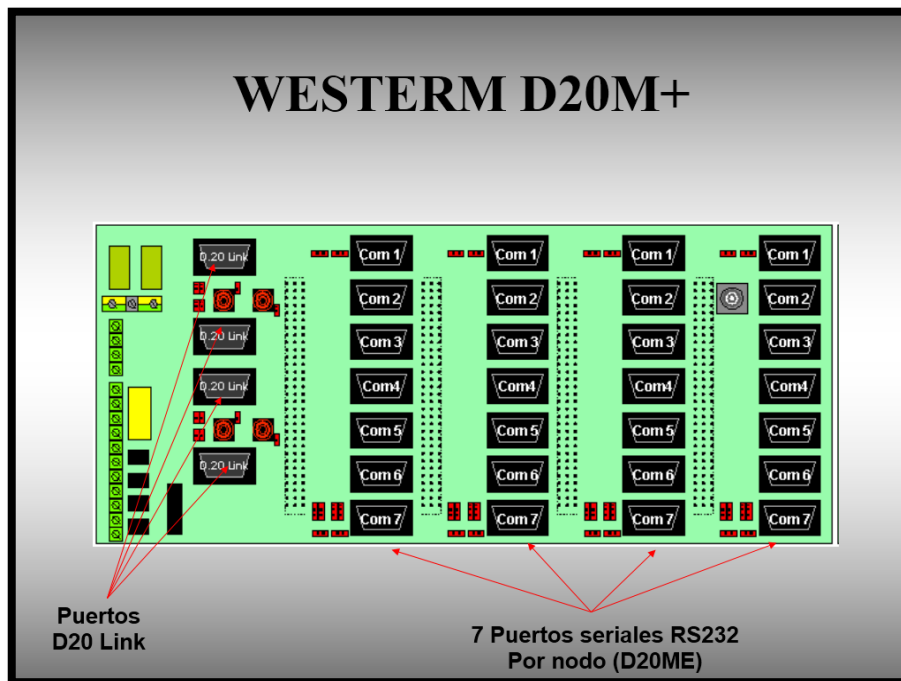 WESTERM D20M+
D.20 Link
D.20 Link
D.20 Link
D.20 Link
Com 1
Com 2
Com 3
Com4
Com 5
Com 6
Com 7
Com 1
Com 2
Com 3
Com4
Com 5
Com 6
Com 7
Com 1
Com 2
Com 3
Com4
Com 5
Com 6
Com 7
Com 1
Com 2
Com 3
Com4
Com 5
Com 6
Com 7
Puertos
D20 Link
7 Puertos seriales RS232
Por nodo (D20ME)